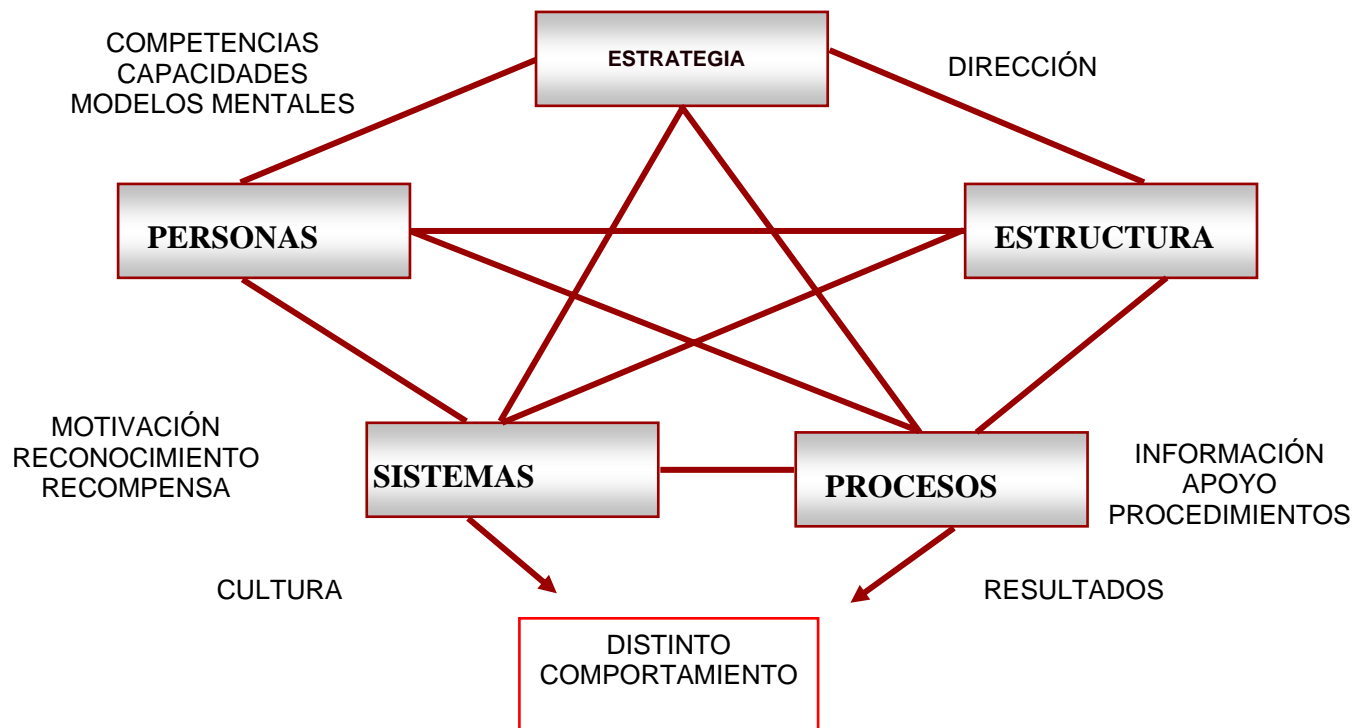 COMPETENCIAS
CAPACIDADES
MODELOS MENTALES
ESTRATEGIA
DIRECCIÓN
PERSONAS
ESTRUCTURA
MOTIVACIÓN
RECONOCIMIENTO
RECOMPENSA
SISTEMAS
PROCESOS
INFORMACIÓN
APOYO
PROCEDIMIENTOS
CULTURA
RESULTADOS
DISTINTO
COMPORTAMIENTO